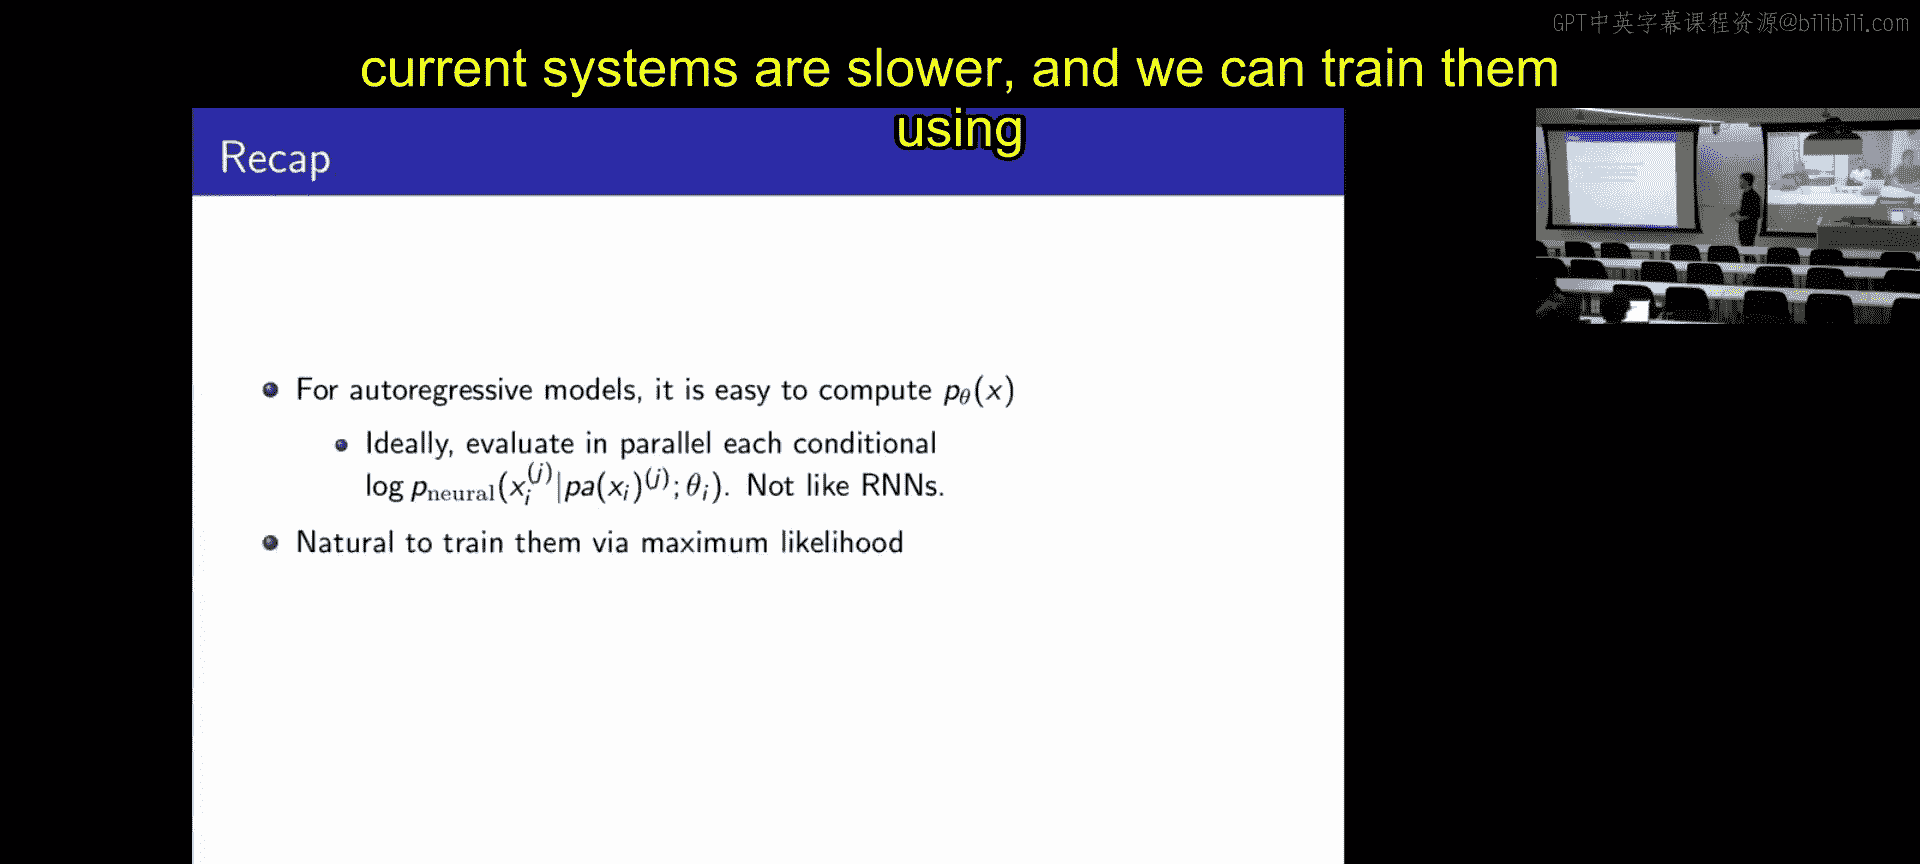 GPT中英字幕课程资源@bilibili.com
current systems are slower, and we can train them
using
Recap
For autoregressive models, it is easy to compute pθ(x)
Ideally, evaluate in parallel each conditional
log pneural(xi(j)|pa(xi)(j); θi). Not like RNNs.
Natural to train them via maximum likelihood